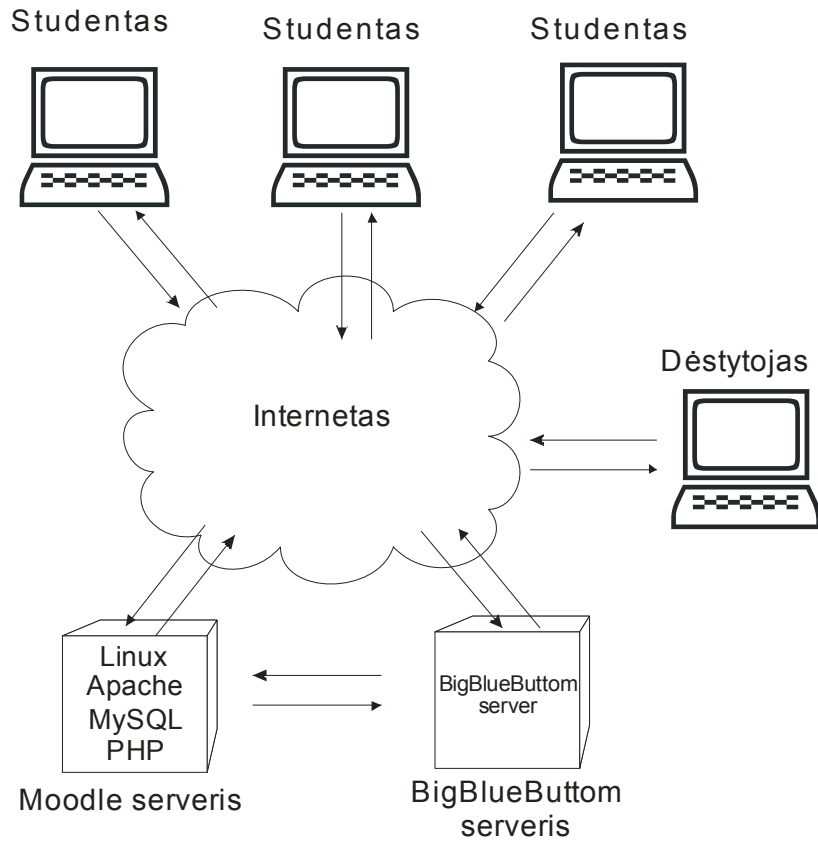 Studentas
Studentas
Studentas
Dėstytojas
Internetas
Linux
Apache
MySQL
PHP
Moodle serveris
BigBlueButtom
server
BigBlueButtom
serveris